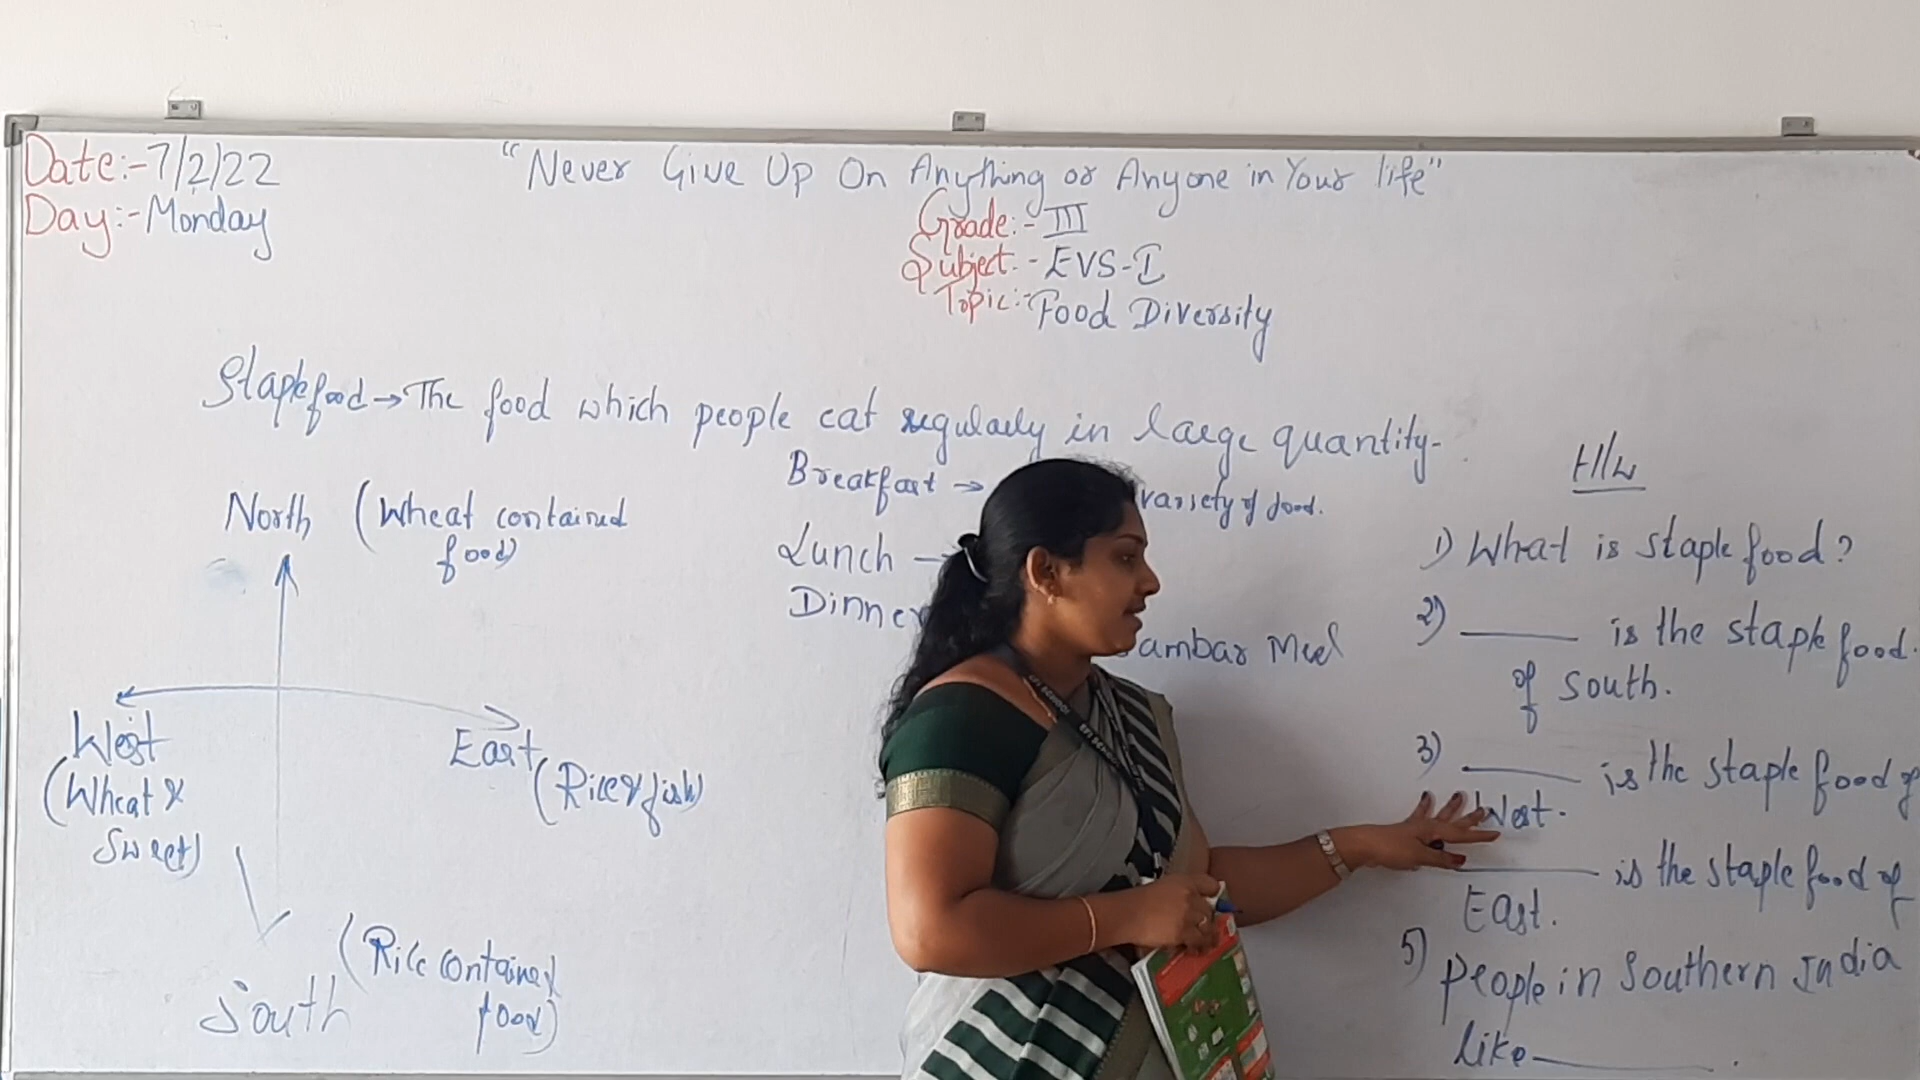 Date:-7/2/22
"Never Give Up On Anything or Anyone in Your life"
Day:-Monday
Grade:-III
Subject:-EVS-I
Topic:-Food Diversity
Staple food→The food which people eat regularly in large quantity.
North (Wheat contained
food)
West
(Wheat &
Sweet)
East (Rice & fish)
South (Rice contained
food)
Breakfast → variety of food.
Lunch →
Dinner
Sambar
H/W
1) What is staple food?
2) ______ is the staple food.
of south.
3) ______ is the staple food of
West.
______ is the staple food of
East.
5) People in Southern India
like ______.